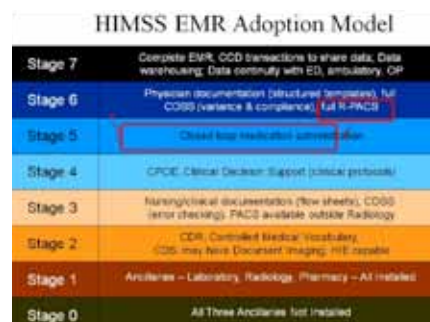 HIMSS EMR Adoption Model
Stage 7
Complete EMR, CCD transactions to share data; Data
warehousing; Data continuity with ED, ambulatory, OP
Stage 6
Physician documentation (structured templates), full
CDSS (variance & compliance), full R-PACS
Stage 5
Closed loop medication administration
Stage 4
CPOE, Clinical Decision Support (clinical protocols)
Stage 3
Nursing/clinical documentation (flow sheets), CDSS
(error checking), PACS available outside Radiology
Stage 2
CDR, Controlled Medical Vocabulary,
CDS, may have Document Imaging; HIE capable
Stage 1
Ancillaries – Laboratory, Radiology, Pharmacy – All Installed
Stage 0
All Three Ancillaries Not Installed